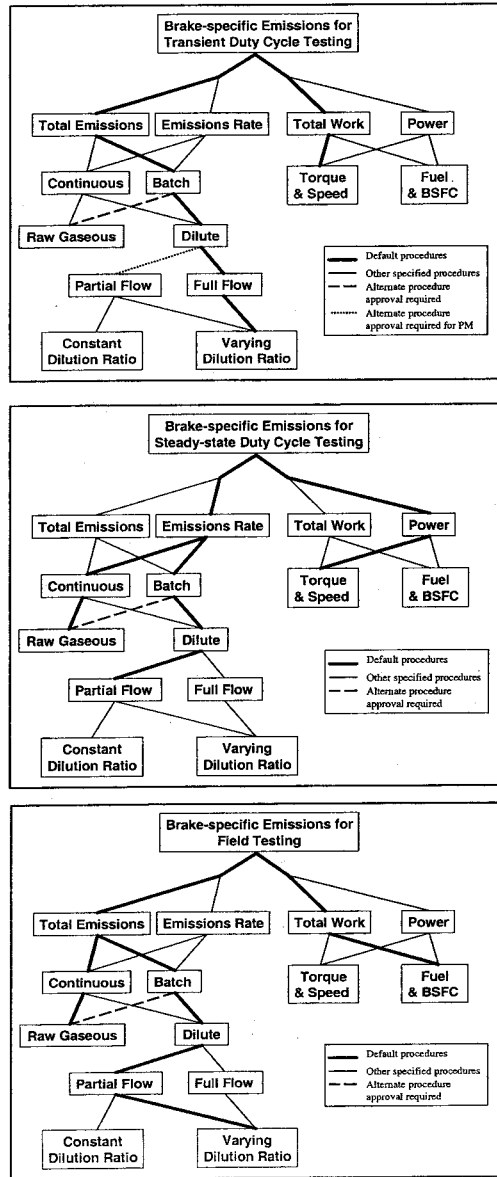 Brake-specific Emissions for
Transient Duty Cycle Testing
Total Emissions
Emissions Rate
Total Work
Power
Continuous
Batch
Torque
& Speed
Fuel
& BSFC
Raw Gaseous
Dilute
Partial Flow
Full Flow
Constant
Dilution Ratio
Varying
Dilution Ratio
Default procedures
Other specified procedures
Alternate procedure
approval required
Alternate procedure
approval required for PM
Brake-specific Emissions for
Steady-state Duty Cycle Testing
Total Emissions
Emissions Rate
Total Work
Power
Continuous
Batch
Torque
& Speed
Fuel
& BSFC
Raw Gaseous
Dilute
Partial Flow
Full Flow
Constant
Dilution Ratio
Varying
Dilution Ratio
Default procedures
Other specified procedures
Alternate procedure
approval required
Brake-specific Emissions for
Field Testing
Total Emissions
Emissions Rate
Total Work
Power
Continuous
Batch
Torque
& Speed
Fuel
& BSFC
Raw Gaseous
Dilute
Partial Flow
Full Flow
Constant
Dilution Ratio
Varying
Dilution Ratio
Default procedures
Other specified procedures
Alternate procedure
approval required